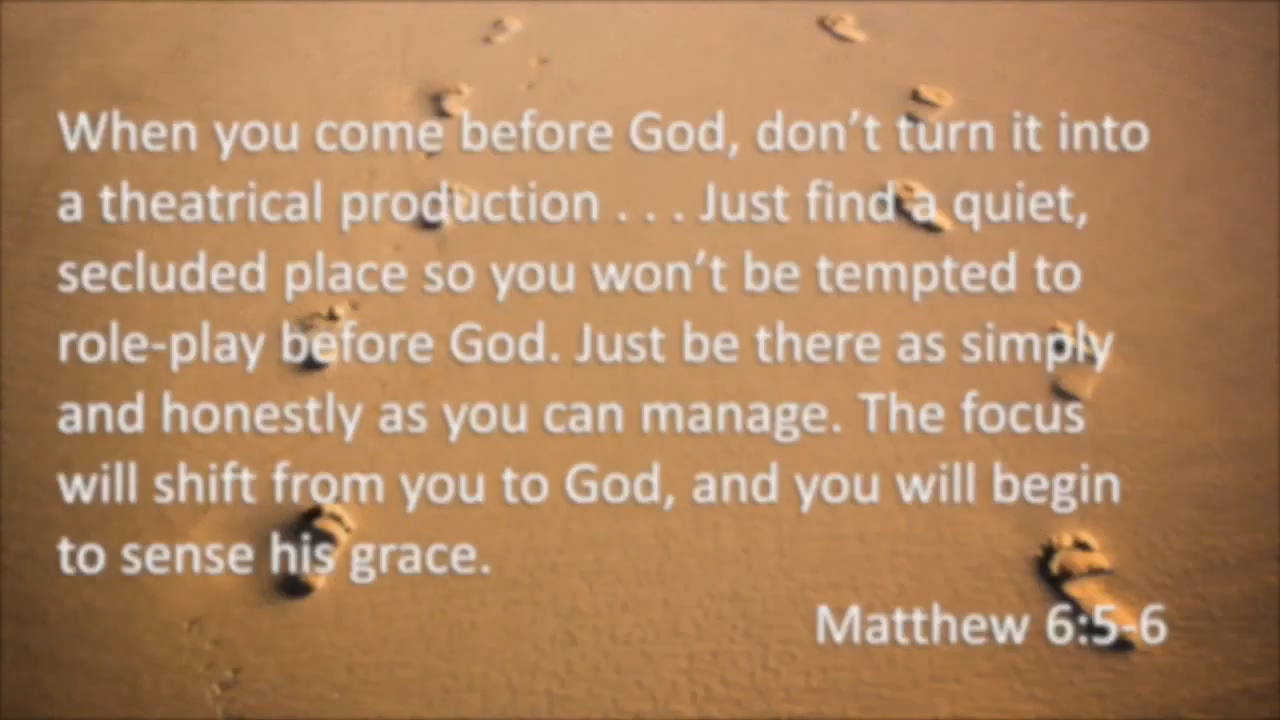 When you come before God, don’t turn it into
a theatrical production . . . Just find a quiet,
secluded place so you won’t be tempted to
role-play before God. Just be there as simply
and honestly as you can manage. The focus
will shift from you to God, and you will begin
to sense his grace.
Matthew 6:5-6